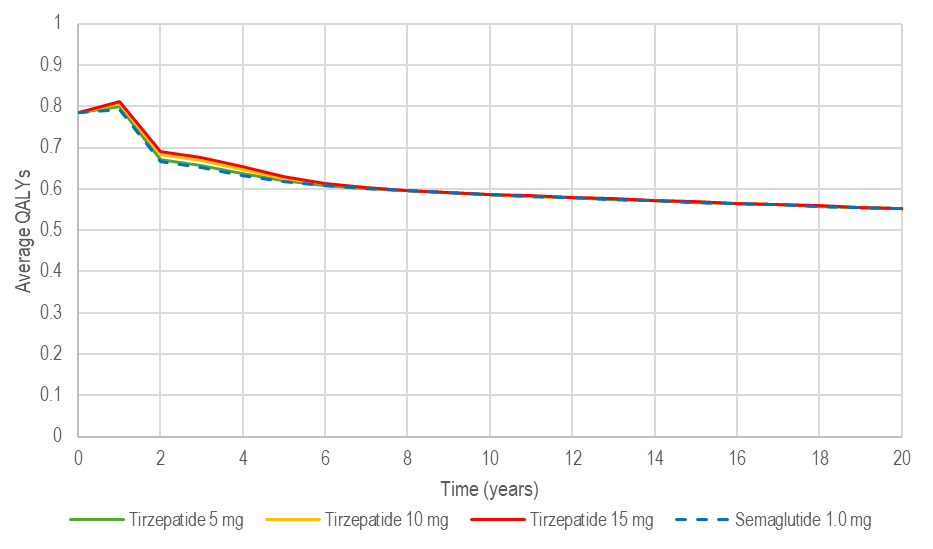 1
0.9
0.8
0.7
0.6
0.5
0.4
0.3
0.2
0.1
0
Average QALYs
0 2 4 6 8 10 12 14 16 18 20
Time (years)
Tirzepatide 5 mg Tirzepatide 10 mg Tirzepatide 15 mg Semaglutide 1.0 mg